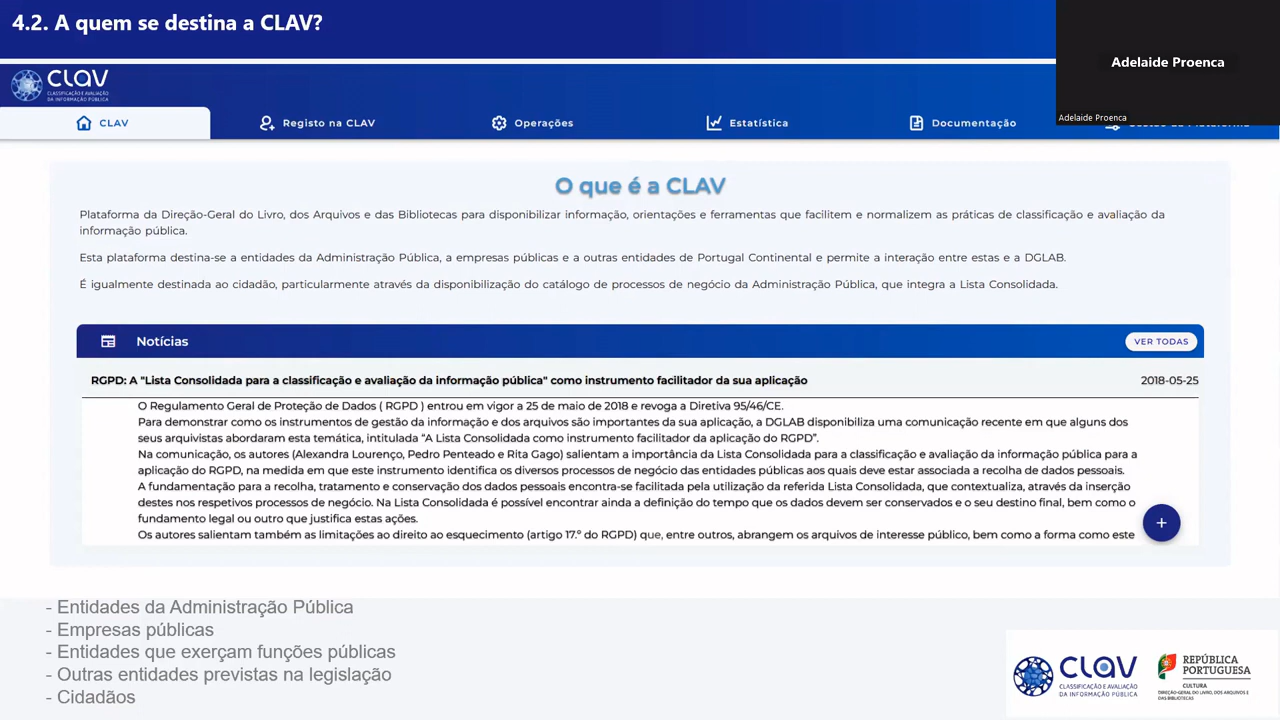 4.2. A quem se destina a CLAV?
Adelaide Proenca
Adelaide Proenca
CLAV
CLASSIFICAÇÃO E AVALIAÇÃO
DA INFORMAÇÃO PÚBLICA
CLAV
Registo na CLAV
Operações
Estatística
Documentação
O que é a CLAV
Plataforma da Direção-Geral do Livro, dos Arquivos e das Bibliotecas para disponibilizar informação, orientações e ferramentas que facilitem e normalizem as práticas de classificação e avaliação da
informação pública.
Esta plataforma destina-se a entidades da Administração Pública, a empresas públicas e a outras entidades de Portugal Continental e permite a interação entre estas e a DGLAB.
É igualmente destinada ao cidadão, particularmente através da disponibilização do catálogo de processos de negócio da Administração Pública, que integra a Lista Consolidada.
Notícias
VER TODAS
RGPD: A "Lista Consolidada para a classificação e avaliação da informação pública" como instrumento facilitador da sua aplicação
2018-05-25
O Regulamento Geral de Proteção de Dados ( RGPD ) entrou em vigor a 25 de maio de 2018 e revoga a Diretiva 95/46/CE.
Para demonstrar como os instrumentos de gestão da informação e dos arquivos são importantes da sua aplicação, a DGLAB disponibiliza uma comunicação recente em que alguns dos
seus arquivistas abordaram esta temática, intitulada “A Lista Consolidada como instrumento facilitador da aplicação do RGPD”.
Na comunicação, os autores (Alexandra Lourenço, Pedro Penteado e Rita Gago) salientam a importância da Lista Consolidada para a classificação e avaliação da informação pública para a
aplicação do RGPD, na medida em que este instrumento identifica os diversos processos de negócio das entidades públicas aos quais deve estar associada a recolha de dados pessoais.
A fundamentação para a recolha, tratamento e conservação dos dados pessoais encontra-se facilitada pela utilização da referida Lista Consolidada, que contextualiza, através da inserção
destes nos respetivos processos de negócio. Na Lista Consolidada é possível encontrar ainda a definição do tempo que os dados devem ser conservados e o seu destino final, bem como o
fundamento legal ou outro que justifica estas ações.
Os autores salientam também as limitações ao direito ao esquecimento (artigo 17.º do RGPD) que, entre outros, abrangem os arquivos de interesse público, bem como a forma como este
+
- Entidades da Administração Pública
- Empresas públicas
- Entidades que exerçam funções públicas
- Outras entidades previstas na legislação
- Cidadãos
CLAV
CLASSIFICAÇÃO E AVALIAÇÃO
DA INFORMAÇÃO PÚBLICA
REPÚBLICA
PORTUGUESA
CULTURA
DIREÇÃO-GERAL DO LIVRO, DOS ARQUIVOS E
DAS BIBLIOTECAS